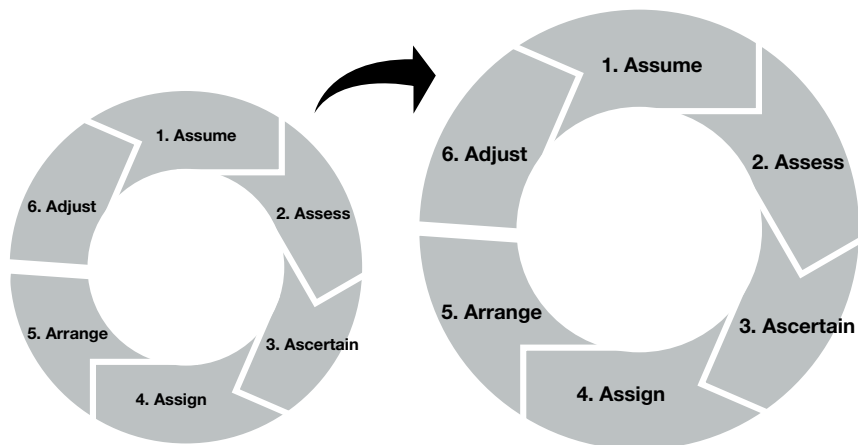 1. Assume
2. Assess
3. Ascertain
4. Assign
5. Arrange
6. Adjust
1. Assume
2. Assess
3. Ascertain
4. Assign
5. Arrange
6. Adjust